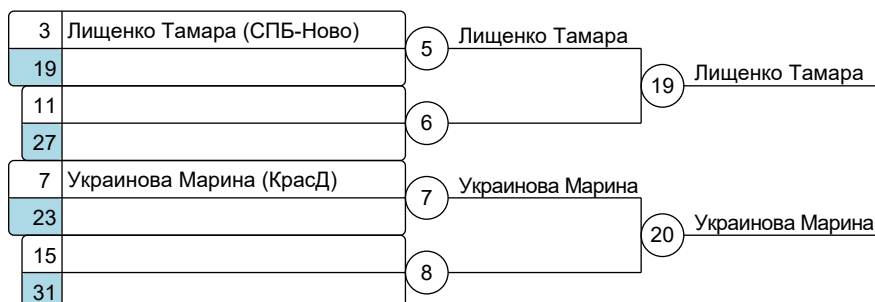 3 Лищенко Тамара (СПБ-Ново)
5 Лищенко Тамара
19
19 Лищенко Тамара
11
6
27
7 Украинова Марина (КрасД)
7 Украинова Марина
23
20 Украинова Марина
15
8
31